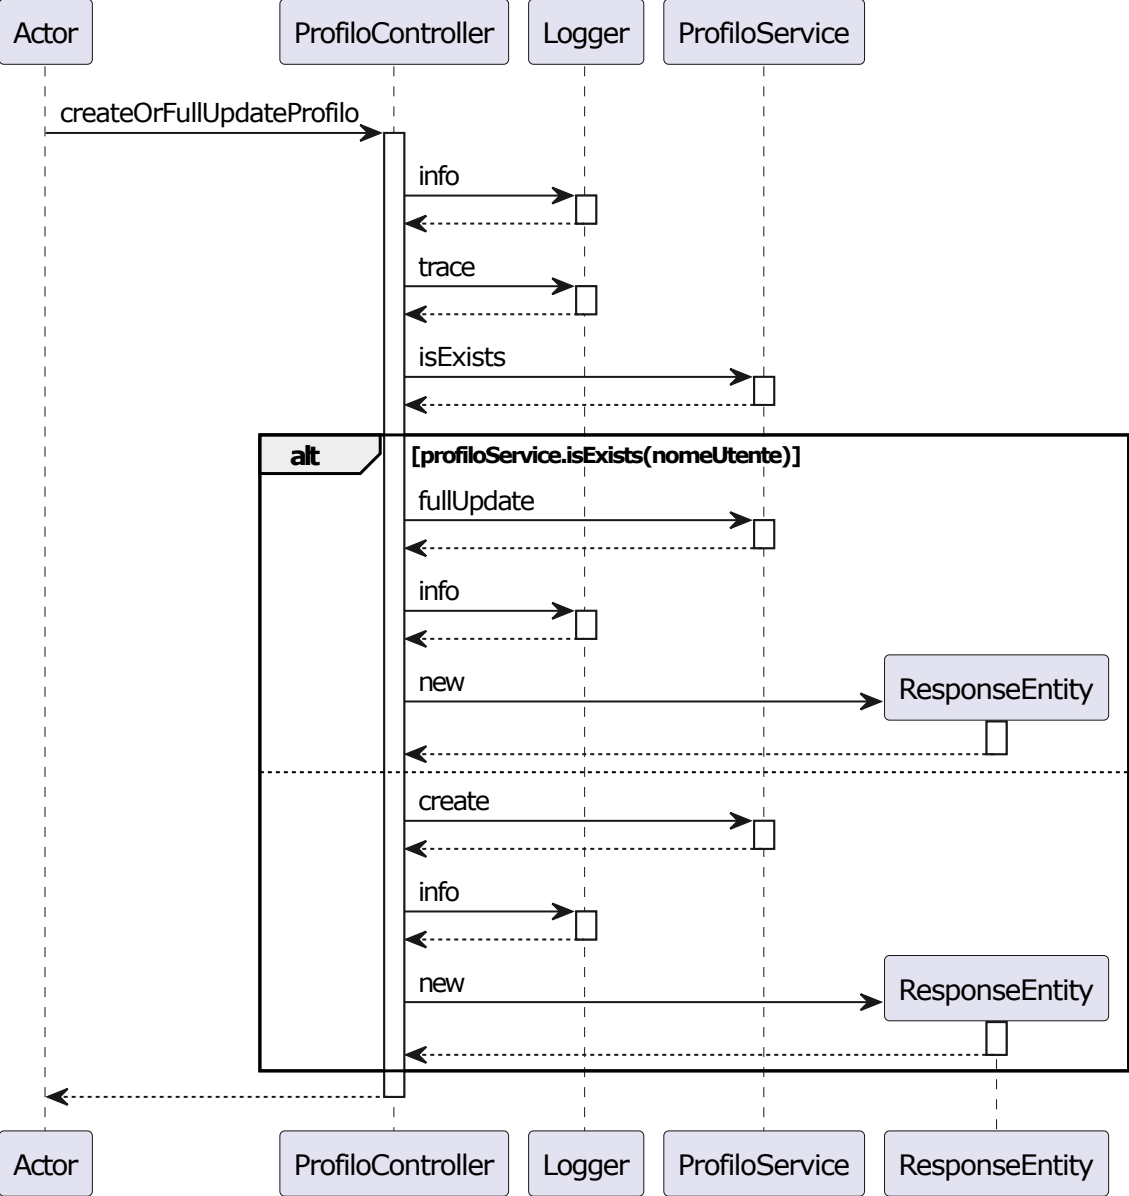 Actor ProfiloController Logger ProfiloService
createOrFullUpdateProfilo
info
trace
isExists
alt [profiloService.isExists(nomeUtente)]
fullUpdate
info
new
ResponseEntity
create
info
new
ResponseEntity
Actor ProfiloController Logger ProfiloService ResponseEntity